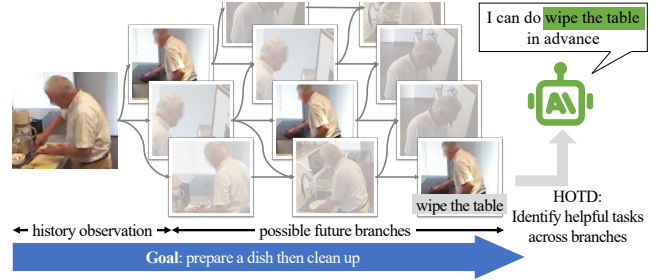 I can do wipe the table
in advance
AI
wipe the table
HOTD:
Identify helpful tasks
across branches
history observation
possible future branches
Goal: prepare a dish then clean up